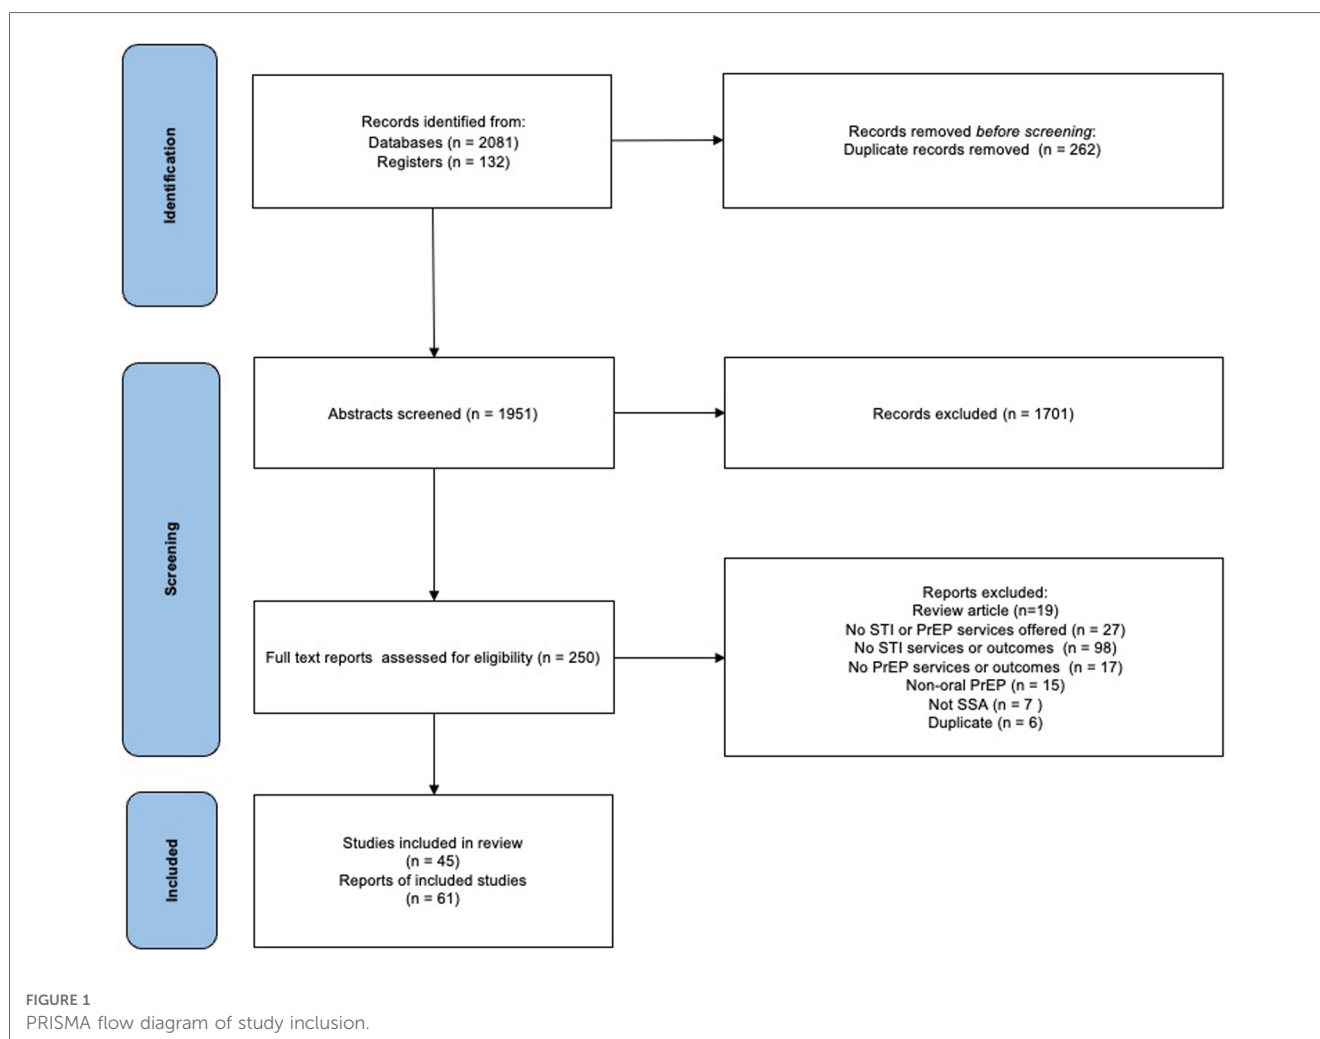 Identification
Records identified from:
Databases (n = 2081)
Registers (n = 132)
Records removed before screening:
Duplicate records removed (n = 262)
Screening
Abstracts screened (n = 1951)
Records excluded (n = 1701)
Full text reports assessed for eligibility (n = 250)
Reports excluded:
Review article (n=19)
No STI or PrEP services offered (n = 27)
No STI services or outcomes (n = 98)
No PrEP services or outcomes (n = 17)
Non-oral PrEP (n = 15)
Not SSA (n = 7 )
Duplicate (n = 6)
Included
Studies included in review
(n = 45)
Reports of included studies
(n = 61)
FIGURE 1
PRISMA flow diagram of study inclusion.